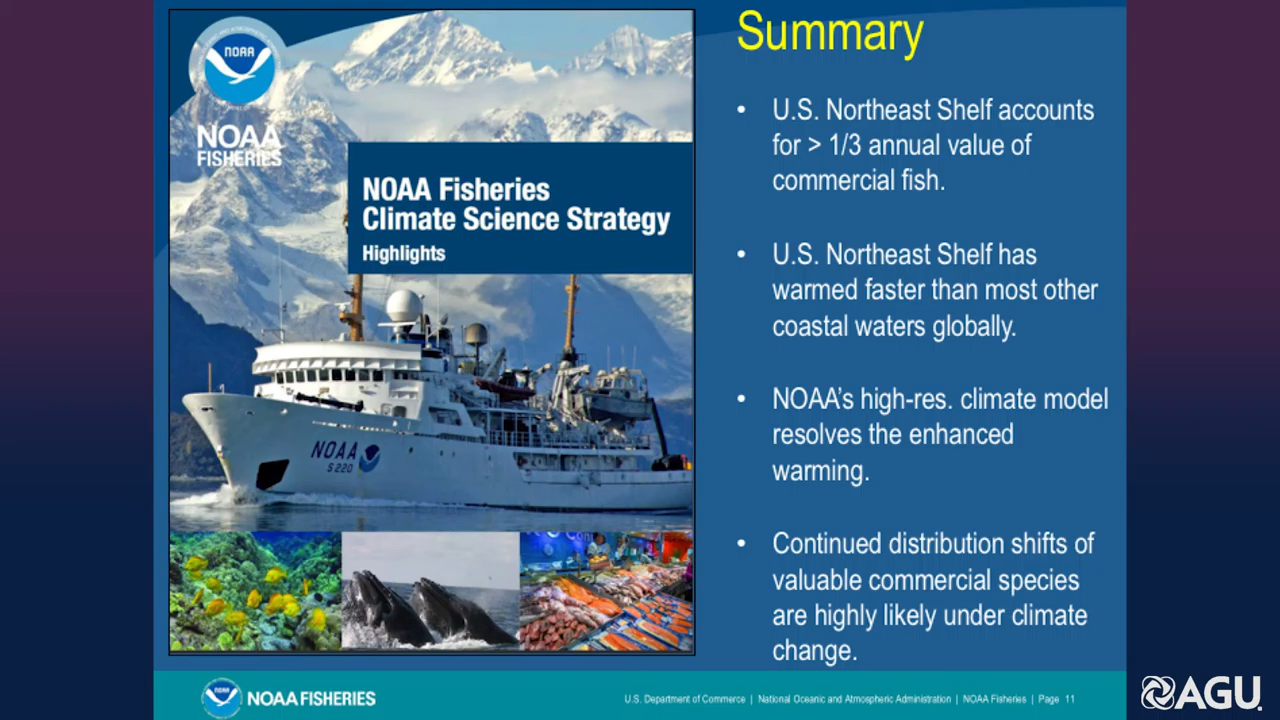 NOAA
NOAA
FISHERIES
NOAA Fisheries
Climate Science Strategy
Highlights
NOAA
S 220
Summary
• U.S. Northeast Shelf accounts
for > 1/3 annual value of
commercial fish.
• U.S. Northeast Shelf has
warmed faster than most other
coastal waters globally.
• NOAA's high-res. climate model
resolves the enhanced
warming.
• Continued distribution shifts of
valuable commercial species
are highly likely under climate
change.
NOAA
NOAA FISHERIES
U.S. Department of Commerce | National Oceanic and Atmospheric Administration | NOAA Fisheries | Page 11
AGU